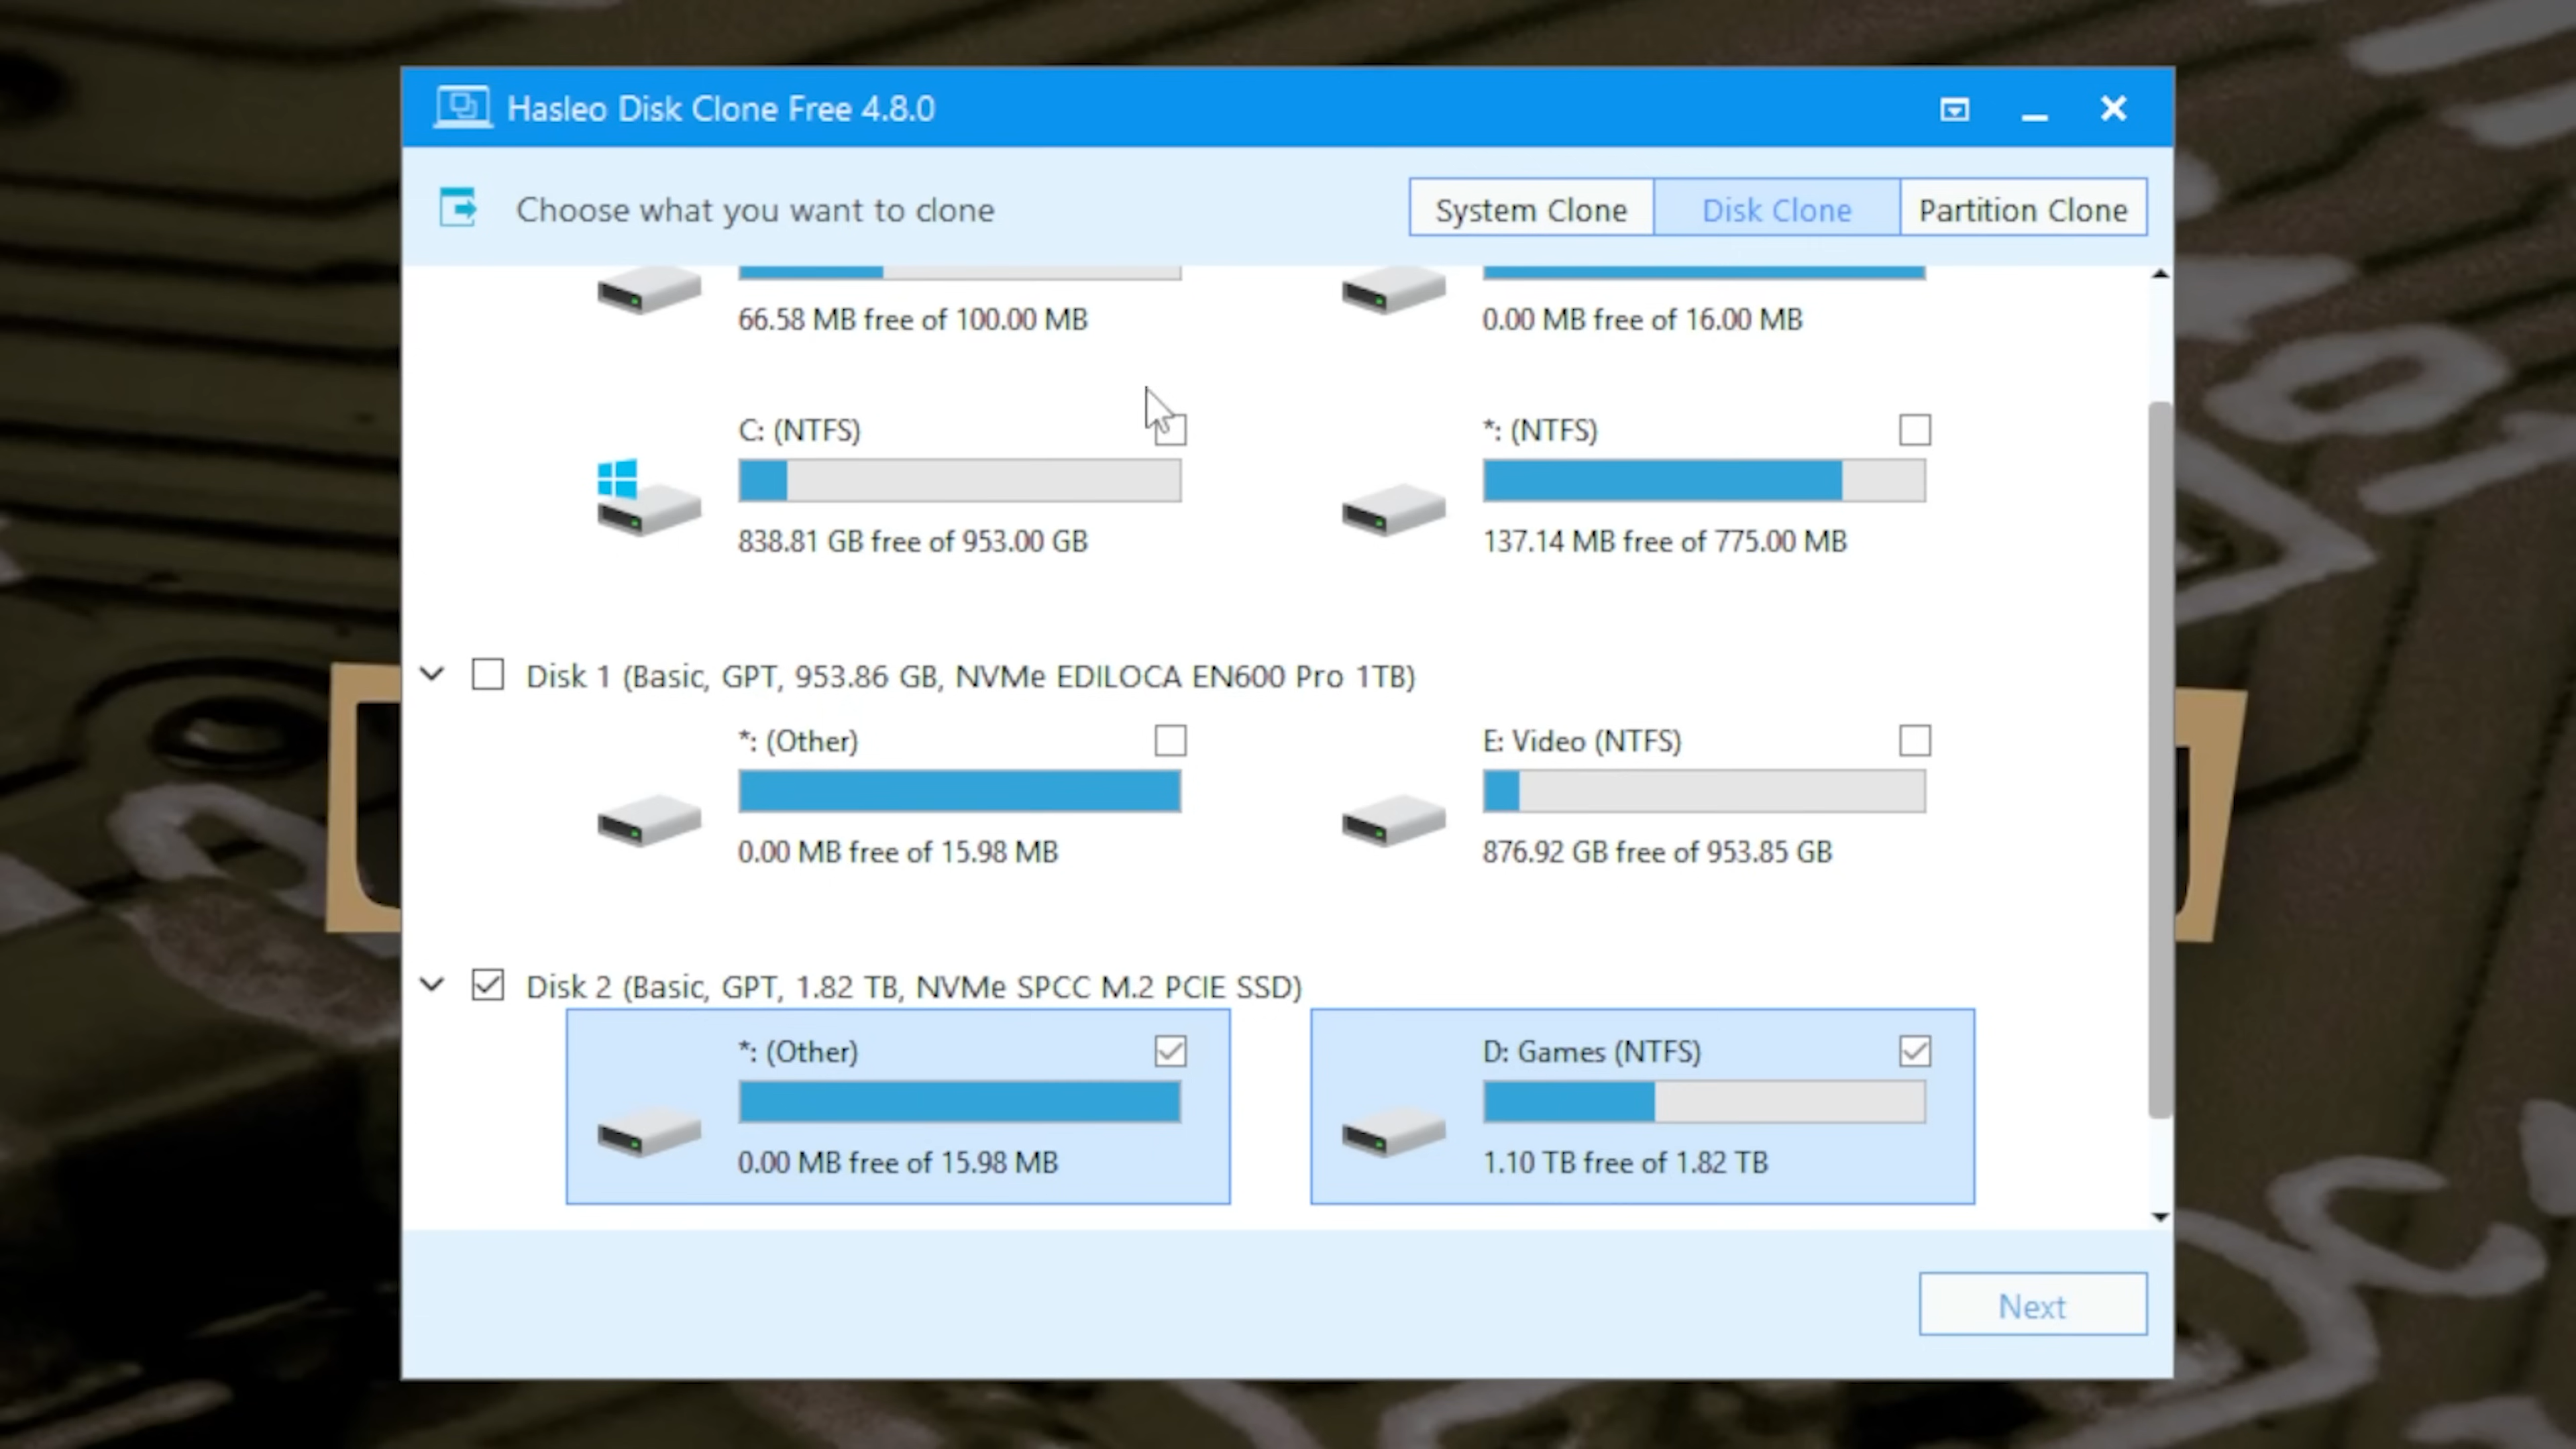 Hasleo Disk Clone Free 4.8.0
Choose what you want to clone
System Clone
Disk Clone
Partition Clone
66.58 MB free of 100.00 MB
0.00 MB free of 16.00 MB
C: (NTFS)
838.81 GB free of 953.00 GB
*: (NTFS)
137.14 MB free of 775.00 MB
Disk 1 (Basic, GPT, 953.86 GB, NVMe EDILOCA EN600 Pro 1TB)
*: (Other)
0.00 MB free of 15.98 MB
E: Video (NTFS)
876.92 GB free of 953.85 GB
Disk 2 (Basic, GPT, 1.82 TB, NVMe SPCC M.2 PCIE SSD)
*: (Other)
0.00 MB free of 15.98 MB
D: Games (NTFS)
1.10 TB free of 1.82 TB
Next